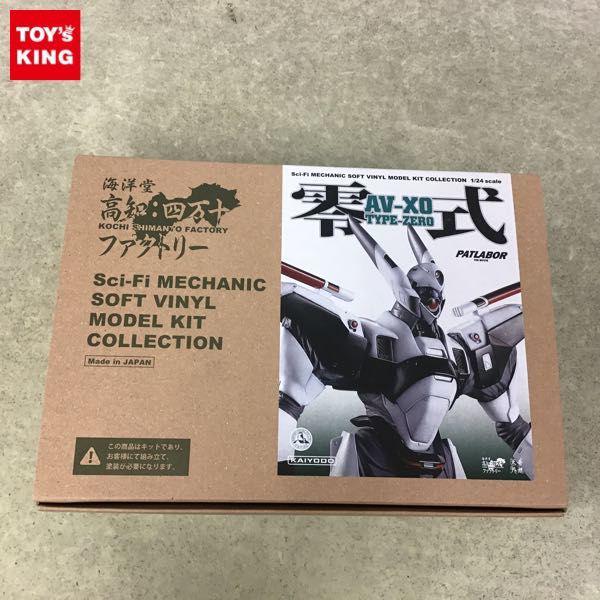 TOY's
KING
海洋堂
高知:四万十
KOCHI SHIMANTO FACTORY
ファクトリー
Sci-Fi MECHANIC
SOFT VINYL
MODEL KIT
COLLECTION
Made in JAPAN
この商品はキットであり、
お客様にて組み立て、
塗装が必要になります。
Sci-Fi MECHANIC SOFT VINYL MODEL KIT COLLECTION 1/24 scale
零式
AV-XO
TYPE-ZERO
PATLABOR
KAIYODO